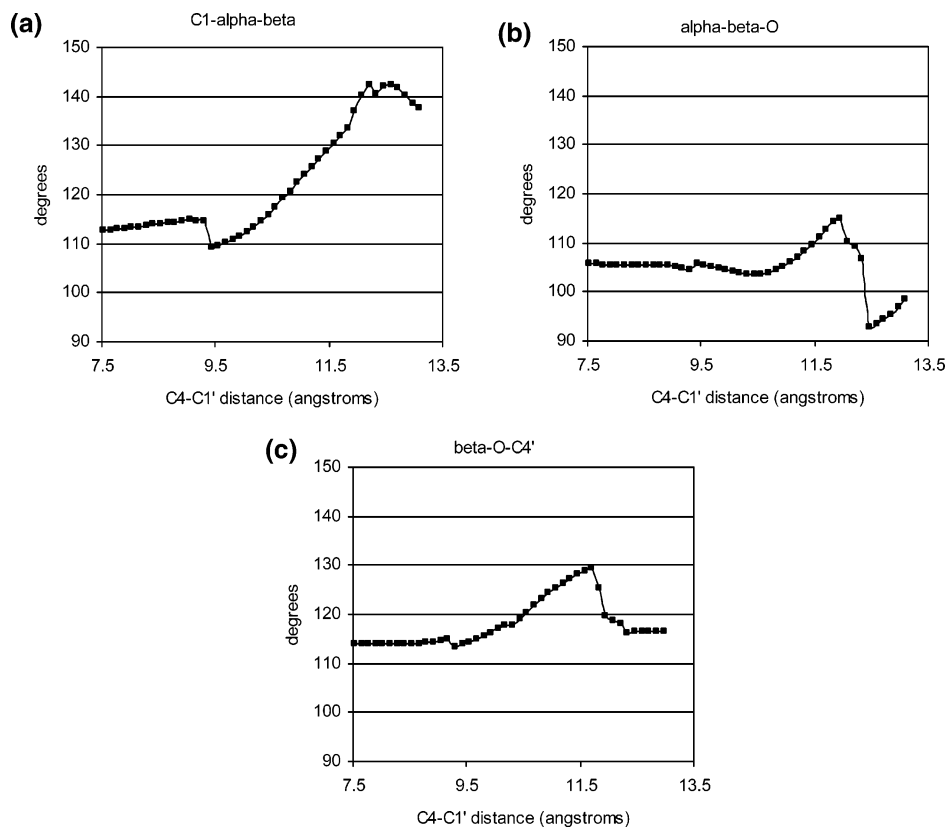 (a)
C1-alpha-beta
150
140
130
120
110
100
90
degrees
7.5 9.5 11.5 13.5
C4-C1' distance (angstroms)
(b)
alpha-beta-O
150
140
130
120
110
100
90
degrees
7.5 9.5 11.5 13.5
C4-C1' distance (angstroms)
(c)
beta-O-C4'
150
140
130
120
110
100
90
degrees
7.5 9.5 11.5 13.5
C4-C1' distance (angstroms)